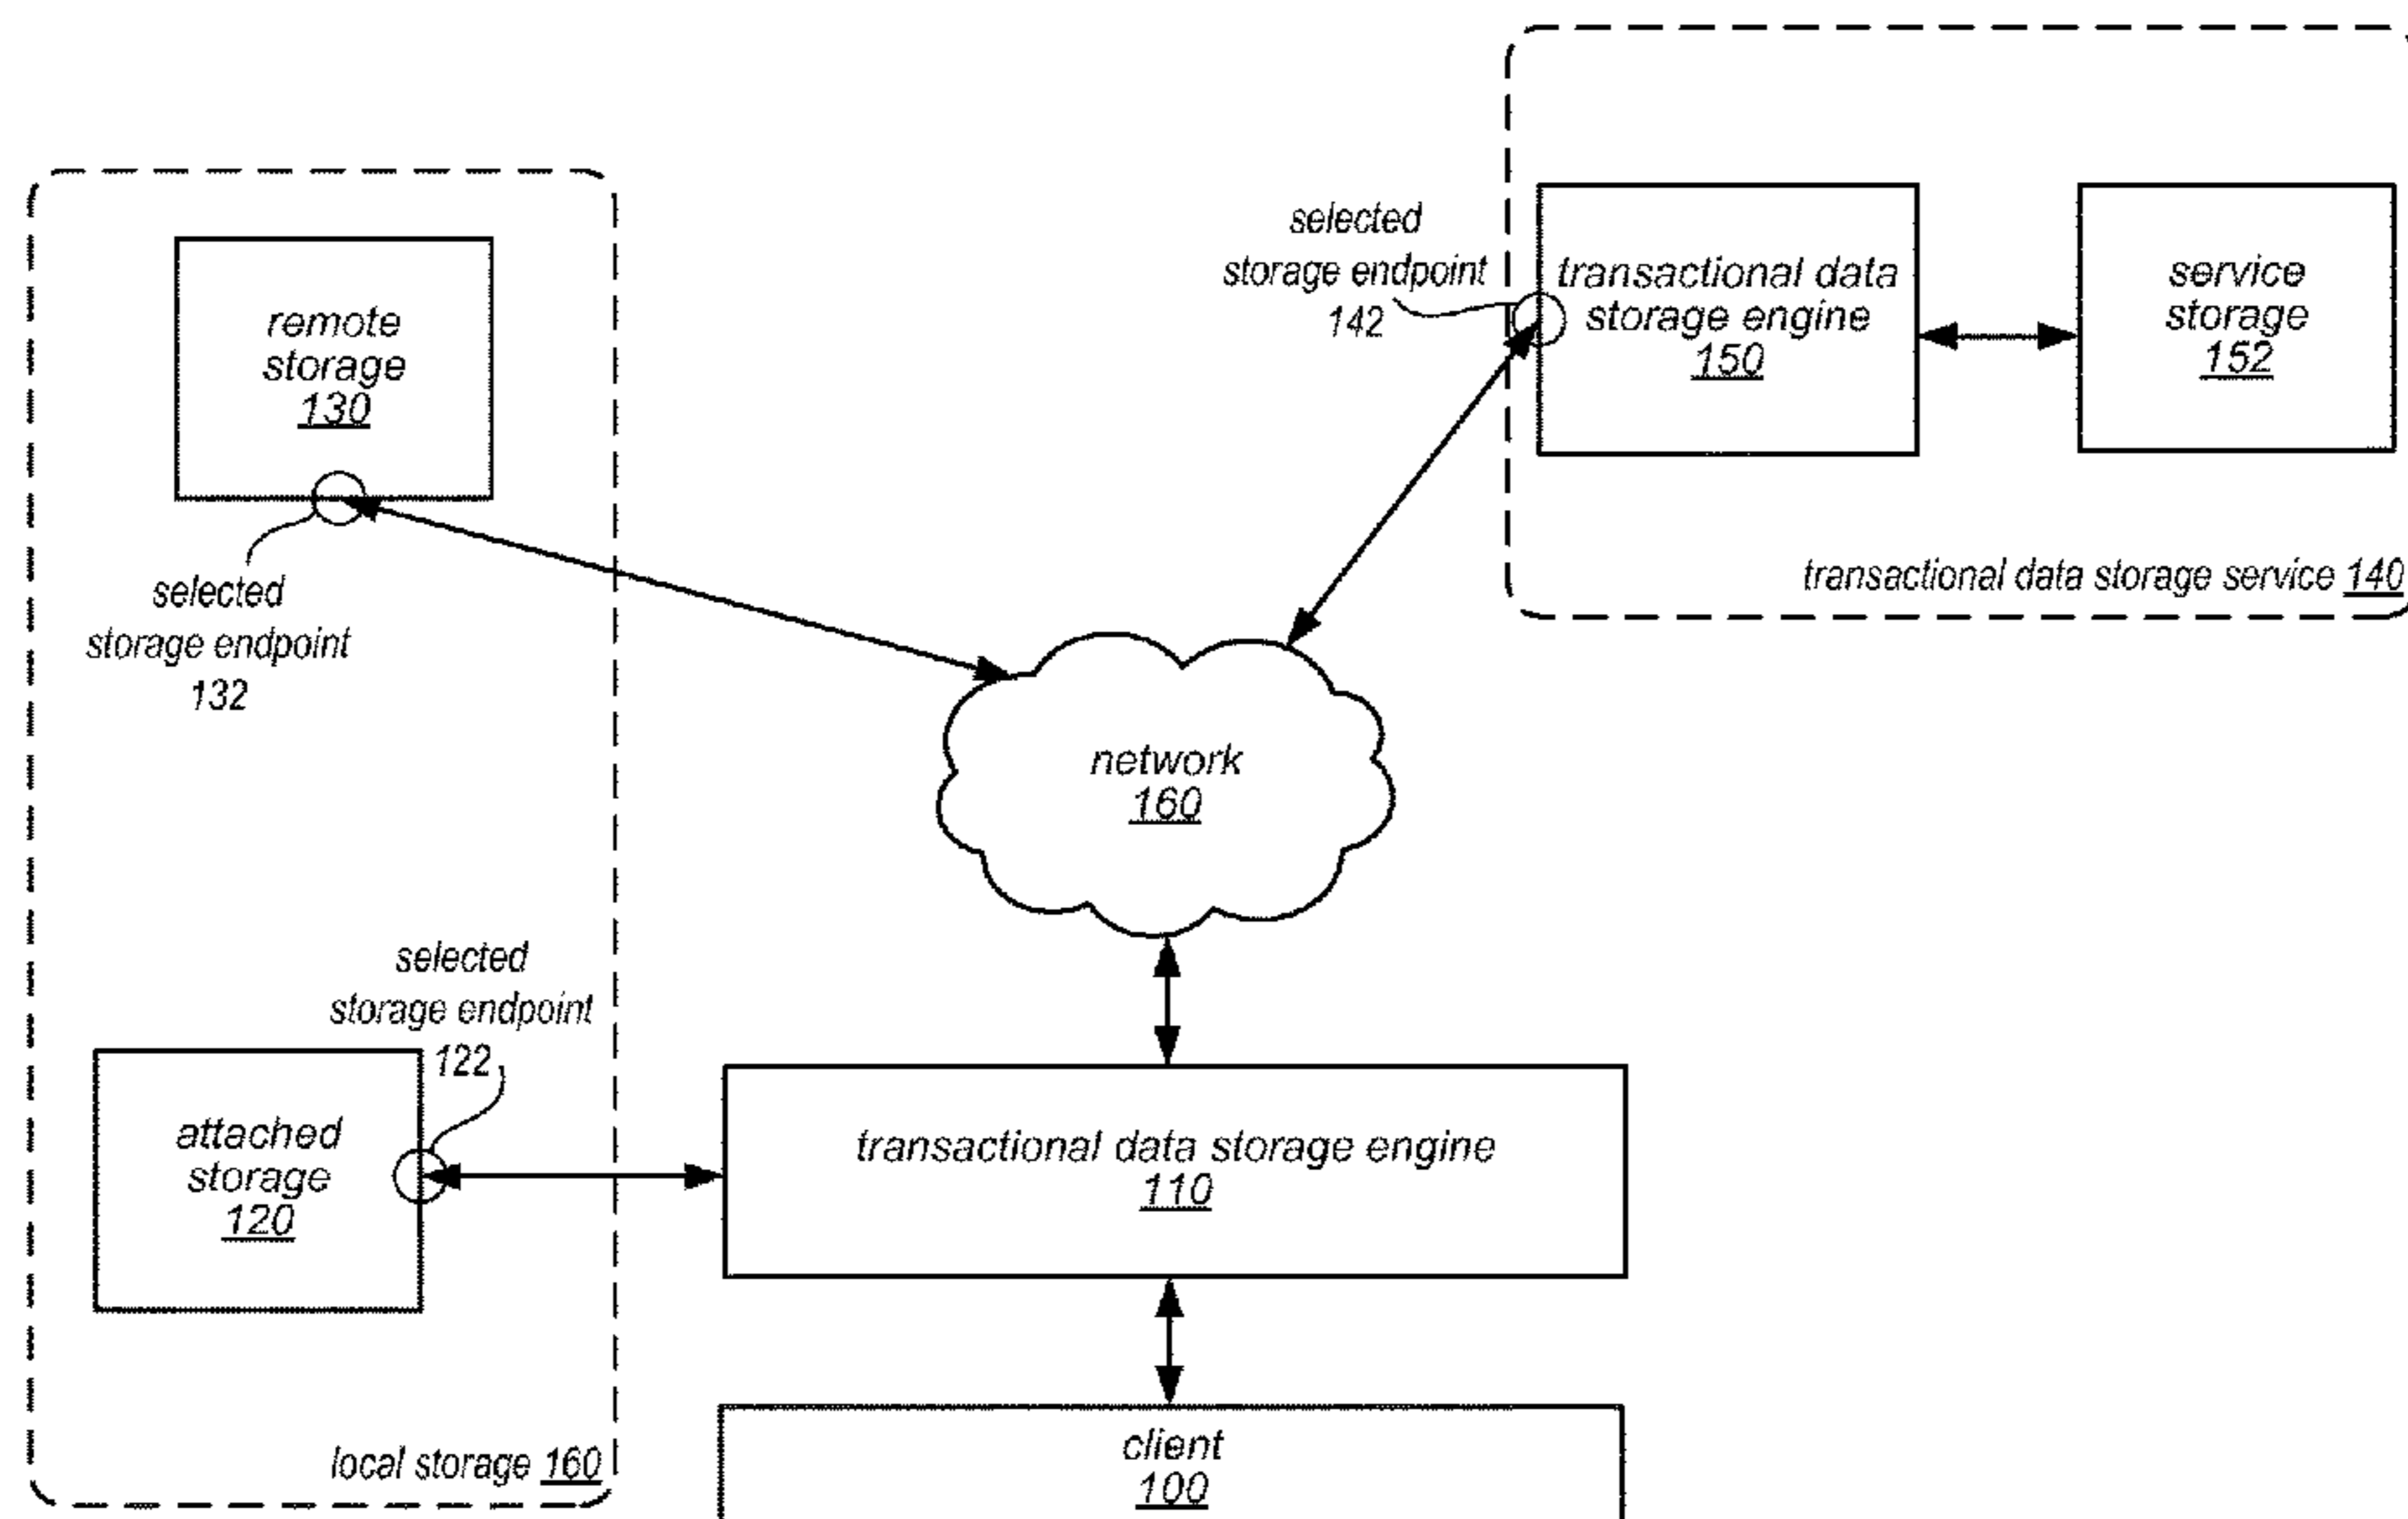 selected
storage endpoint
142
transactional data
storage engine
150
service
storage
152
transactional data storage service 140
remote
storage
130
selected
storage endpoint
132
network
160
selected
storage endpoint
122
attached
storage
120
transactional data storage engine
110
local storage 160
client
100